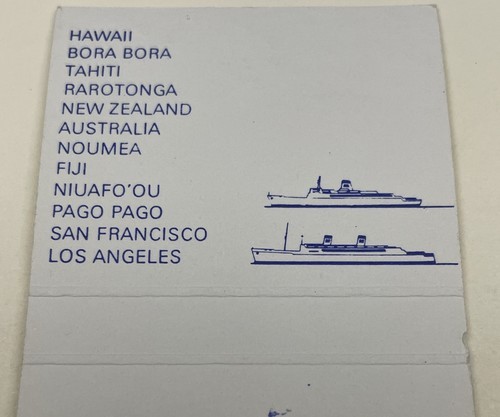 HAWAII
BORA BORA
TAHITI
RAROTONGA
NEW ZEALAND
AUSTRALIA
NOUMEA
FIJI
NIUAFO'OU
PAGO PAGO
SAN FRANCISCO
LOS ANGELES